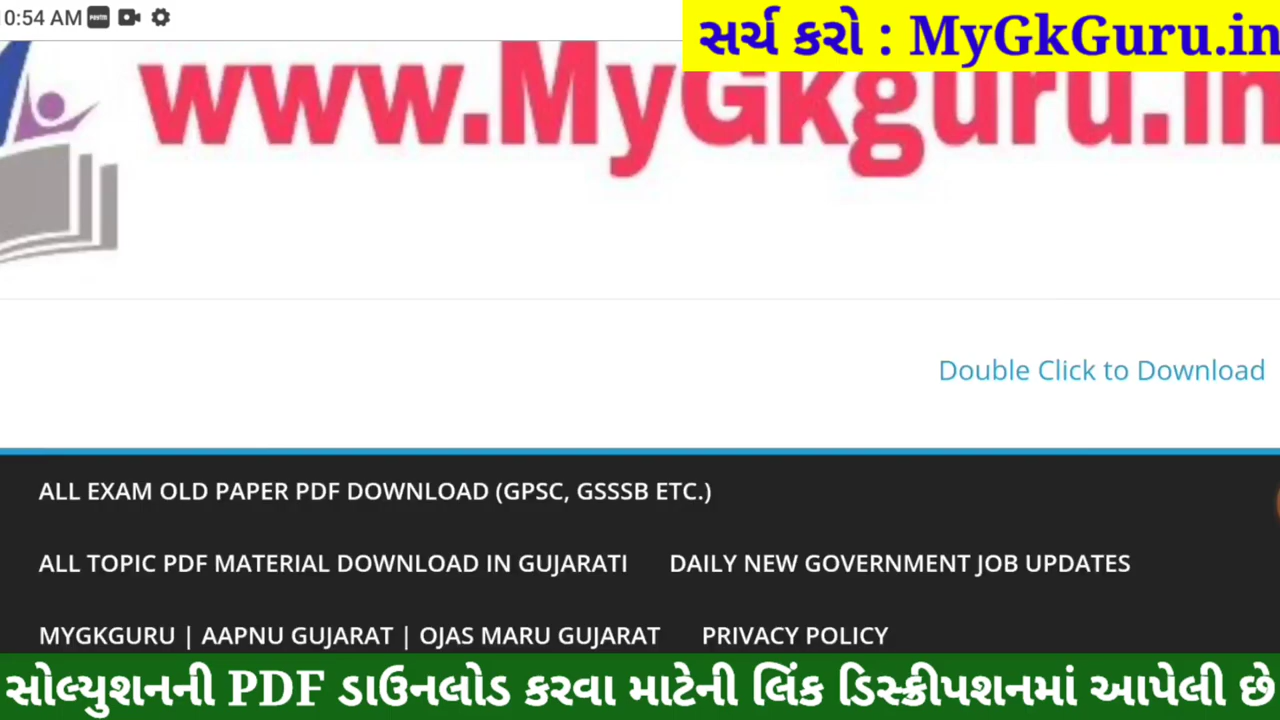 0:54 AM paytm
સર્ચ કરો : MyGkGuru.in
www.MyGkguru.in
Double Click to Download
ALL EXAM OLD PAPER PDF DOWNLOAD (GPSC, GSSSB ETC.)
ALL TOPIC PDF MATERIAL DOWNLOAD IN GUJARATI DAILY NEW GOVERNMENT JOB UPDATES
MYGKGURU | AAPNU GUJARAT | OJAS MARU GUJARAT PRIVACY POLICY
સોલ્યુશનની PDF ડાઉનલોડ કરવા માટેની લિંક ડિસ્ક્રીપશનમાં આપેલી છે